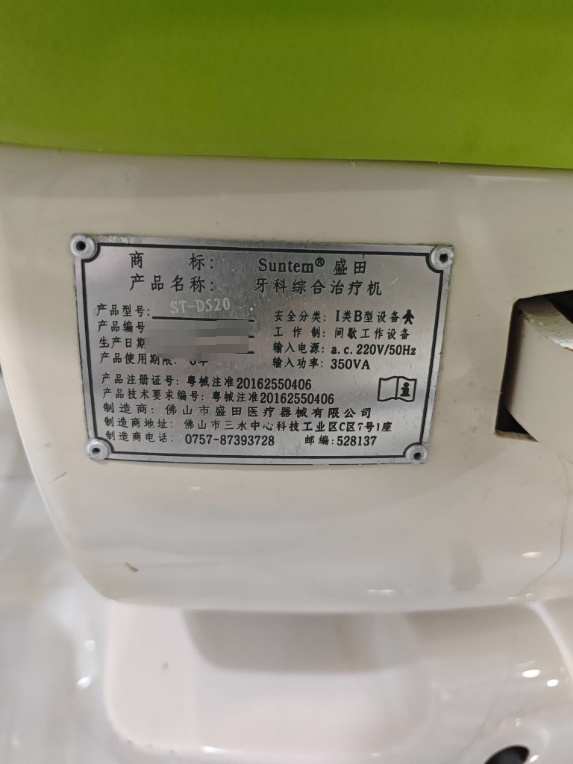 商 标: Suntem® 盛田
产品名称: 牙科综合治疗机
产品型号: ST-D520 安全分类: I类B型设备
产品编号 工 作 制: 间歇工作设备
生产日期 输入电源: a.c. 220V/50Hz
产品使用期限: 年 输入功率: 350VA
产品注册证号: 粤械注准20162550406
产品技术要求编号: 粤械注准20162550406
制造商: 佛山市盛田医疗器械有限公司
制造商地址: 佛山市三水中心科技工业区C区7号1座
制造商电话: 0757-87393728 邮编: 528137